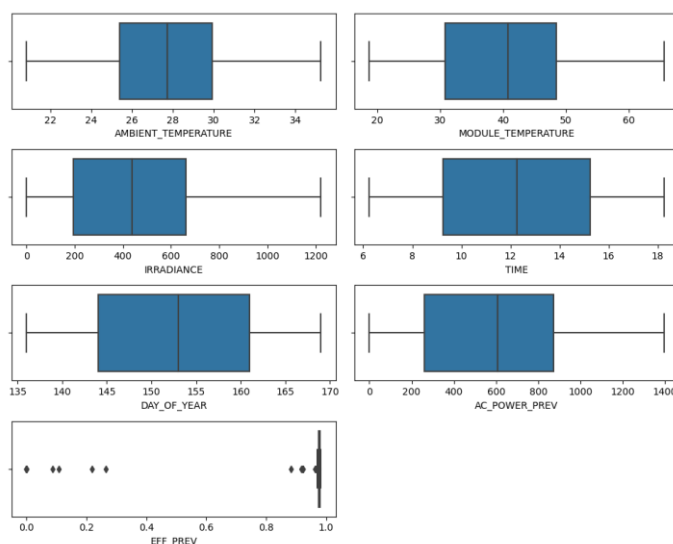 22 24 26 28 30 32 34
AMBIENT_TEMPERATURE
20 30 40 50 60
MODULE_TEMPERATURE
0 200 400 600 800 1000 1200
IRRADIANCE
6 8 10 12 14 16 18
TIME
135 140 145 150 155 160 165 170
DAY_OF_YEAR
0 200 400 600 800 1000 1200 1400
AC_POWER_PREV
0.0 0.2 0.4 0.6 0.8 1.0
EFF_PREV